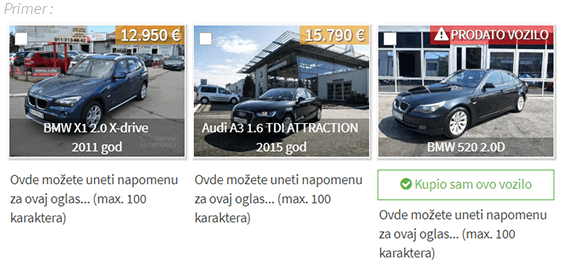 Primer :
12.950 €
BMW X1 2.0 X-drive
2011 god
Ovde možete uneti napomenu
za ovaj oglas... (max. 100
karaktera)
15.790 €
Audi A3 1.6 TDI ATTRACTION
2015 god
Ovde možete uneti napomenu
za ovaj oglas... (max. 100
karaktera)
PRODATO VOZILO
BMW 520 2.0D
Kupio sam ovo vozilo
Ovde možete uneti napomenu
za ovaj oglas... (max. 100
karaktera)